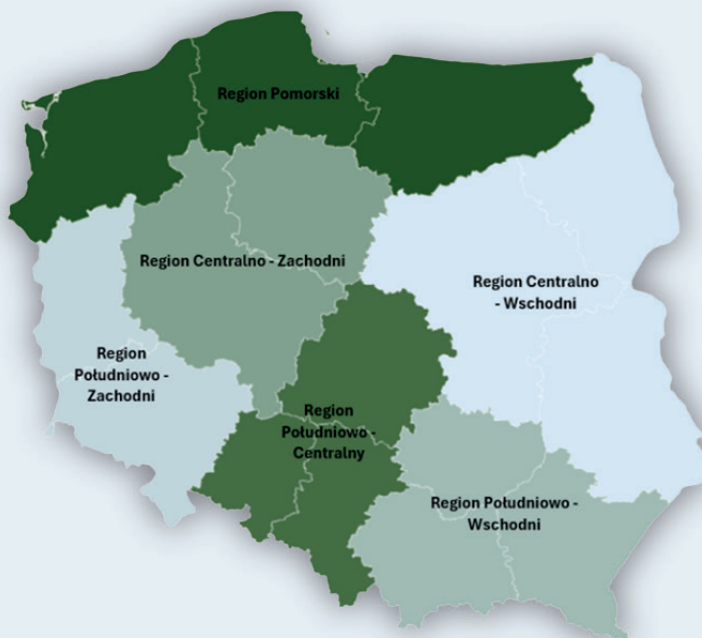 Region Pomorski
Region Centralno - Zachodni
Region Centralno
- Wschodni
Region
Południowo -
Zachodni
Region
Południowo -
Centralny
Region Południowo -
Wschodni